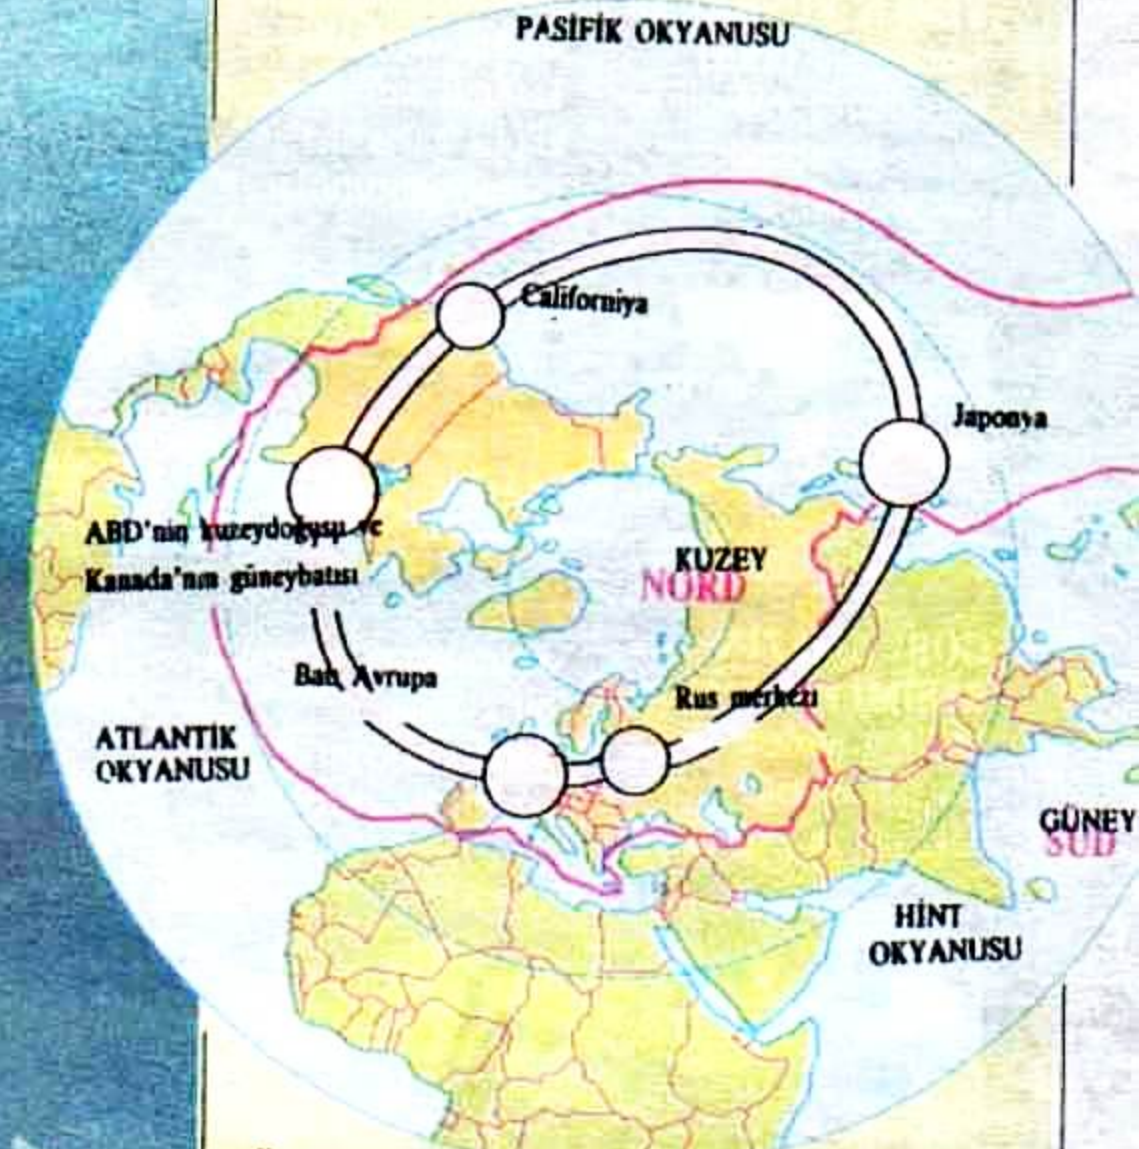 PASİFİK OKYANUSU
Californiya
Japonya
ABD'nin kuzeydoğusu ve
Kanada'nın güneybatısı
KUZEY
NORD
Batı Avrupa
Rus merkezi
ATLANTİK
OKYANUSU
GÜNEY
SUD
HİNT
OKYANUSU